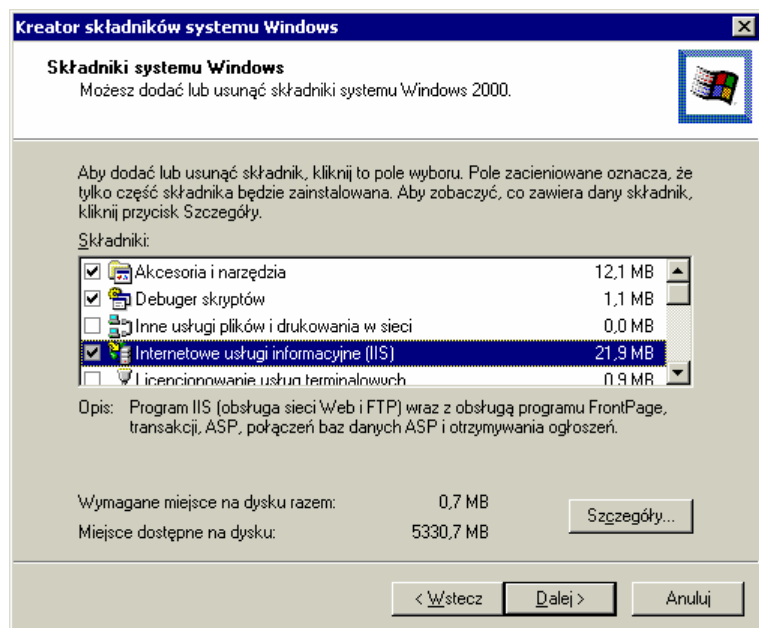 Kreator składników systemu Windows
Składniki systemu Windows
Możesz dodać lub usunąć składniki systemu Windows 2000.
Aby dodać lub usunąć składnik, kliknij to pole wyboru. Pole zacieniowane oznacza, że
tylko część składnika będzie zainstalowana. Aby zobaczyć, co zawiera dany składnik,
kliknij przycisk Szczegóły.
Składniki:
Akcesoria i narzędzia 12,1 MB
Debuger skryptów 1,1 MB
Inne usługi plików i drukowania w sieci 0,0 MB
Internetowe usługi informacyjne (IIS) 21,9 MB
Licencjonowanie usług terminalowych 0,9 MB
Opis: Program IIS (obsługa sieci Web i FTP) wraz z obsługą programu FrontPage,
transakcji, ASP, połączeń baz danych ASP i otrzymywania ogłoszeń.
Wymagane miejsce na dysku razem: 0,7 MB
Szczegóły...
Miejsce dostępne na dysku: 5330,7 MB
< Wstecz Dalej > Anuluj